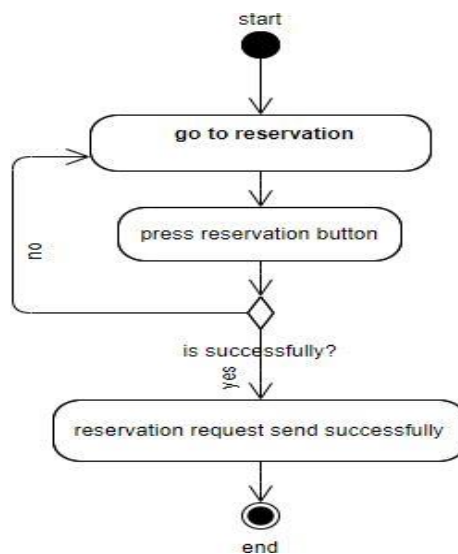 start
go to reservation
press reservation button
no
is successfully?
yes
reservation request send successfully
end